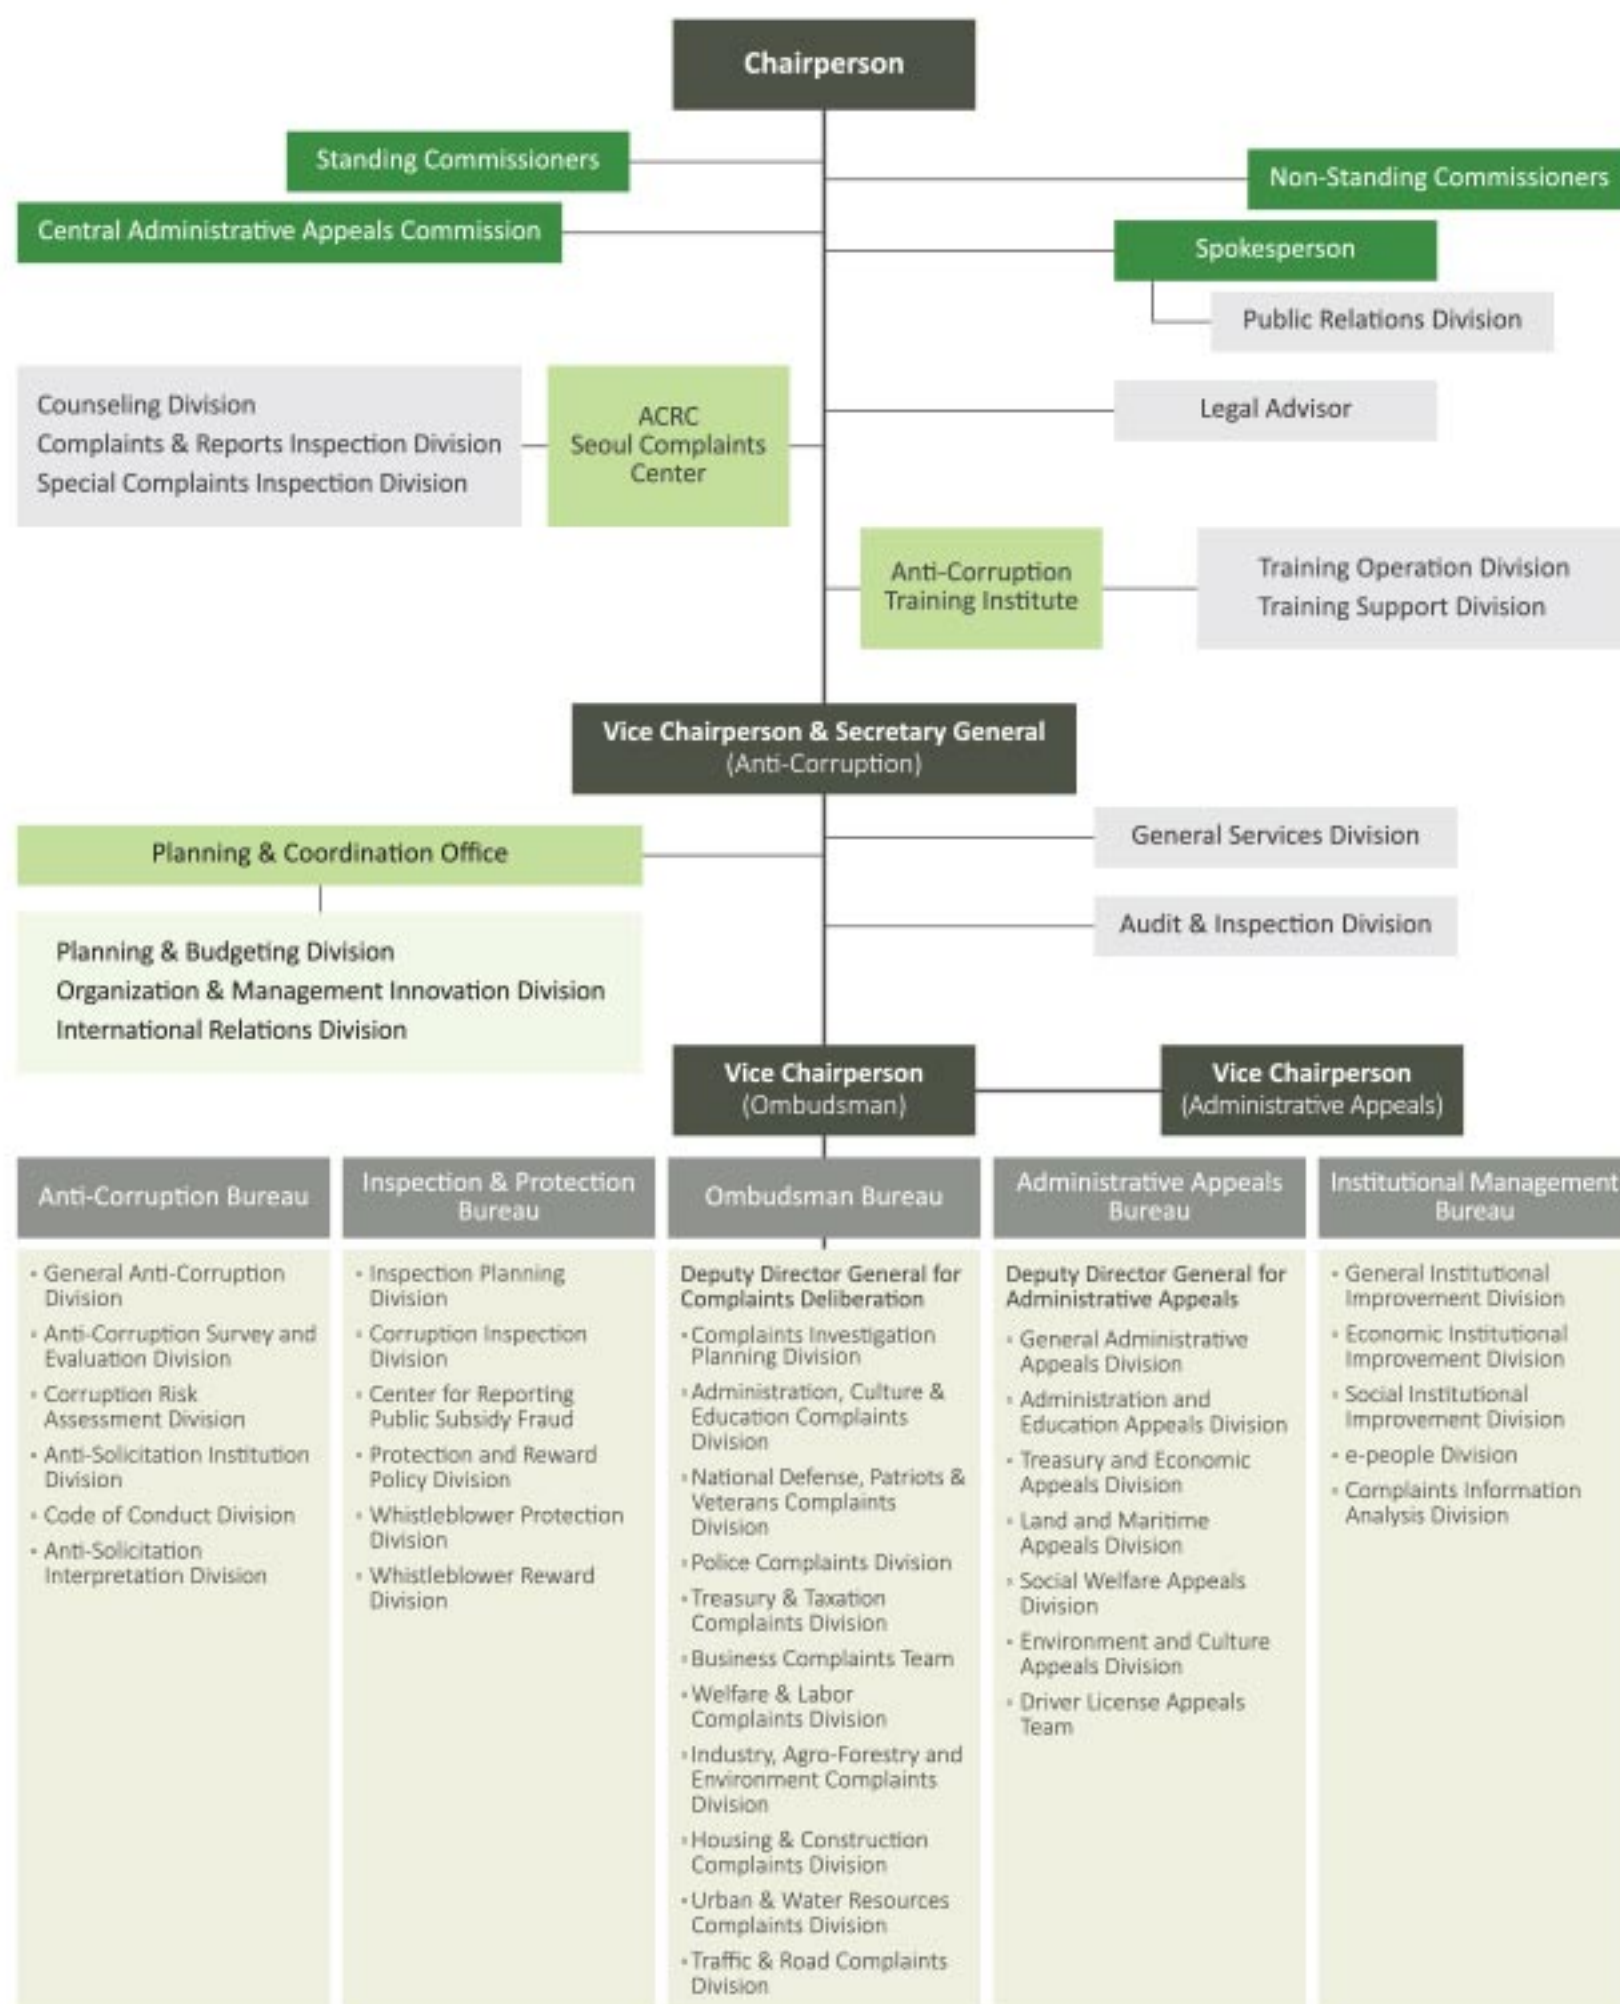 Chairperson
Standing Commissioners
Non-Standing Commissioners
Central Administrative Appeals Commission
Spokesperson
Public Relations Division
Counseling Division
Complaints & Reports Inspection Division
Special Complaints Inspection Division
ACRC
Seoul Complaints
Center
Legal Advisor
Anti-Corruption
Training Institute
Training Operation Division
Training Support Division
Vice Chairperson & Secretary General
(Anti-Corruption)
Planning & Coordination Office
General Services Division
Audit & Inspection Division
Planning & Budgeting Division
Organization & Management Innovation Division
International Relations Division
Vice Chairperson
(Ombudsman)
Vice Chairperson
(Administrative Appeals)
Anti-Corruption Bureau
• General Anti-Corruption
Division
• Anti-Corruption Survey and
Evaluation Division
• Corruption Risk
Assessment Division
• Anti-Solicitation Institution
Division
• Code of Conduct Division
• Anti-Solicitation
Interpretation Division
Inspection & Protection
Bureau
• Inspection Planning
Division
• Corruption Inspection
Division
• Center for Reporting
Public Subsidy Fraud
• Protection and Reward
Policy Division
• Whistleblower Protection
Division
• Whistleblower Reward
Division
Ombudsman Bureau
Deputy Director General for
Complaints Deliberation
• Complaints Investigation
Planning Division
• Administration, Culture &
Education Complaints
Division
• National Defense, Patriots &
Veterans Complaints
Division
• Police Complaints Division
• Treasury & Taxation
Complaints Division
• Business Complaints Team
• Welfare & Labor
Complaints Division
• Industry, Agro-Forestry and
Environment Complaints
Division
• Housing & Construction
Complaints Division
• Urban & Water Resources
Complaints Division
• Traffic & Road Complaints
Division
Administrative Appeals
Bureau
Deputy Director General for
Administrative Appeals
• General Administrative
Appeals Division
• Administration and
Education Appeals Division
• Treasury and Economic
Appeals Division
• Land and Maritime
Appeals Division
• Social Welfare Appeals
Division
• Environment and Culture
Appeals Division
• Driver License Appeals
Team
Institutional Management
Bureau
• General Institutional
Improvement Division
• Economic Institutional
Improvement Division
• Social Institutional
Improvement Division
• e-people Division
• Complaints Information
Analysis Division